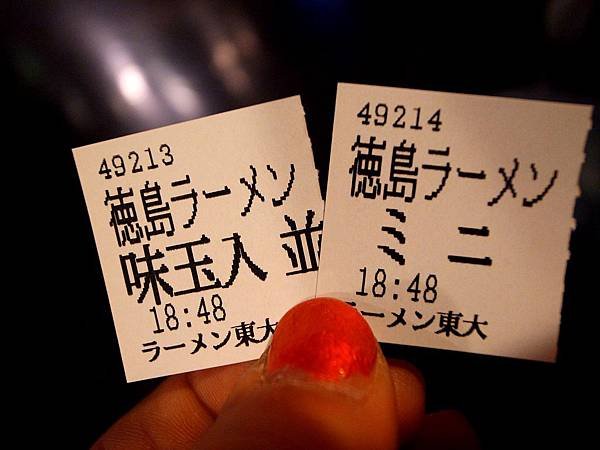 49213
徳島ラーメン
味玉入 並
18:48
ラーメン東大
49214
徳島ラーメン
ミニ
18:48
ーメン東大